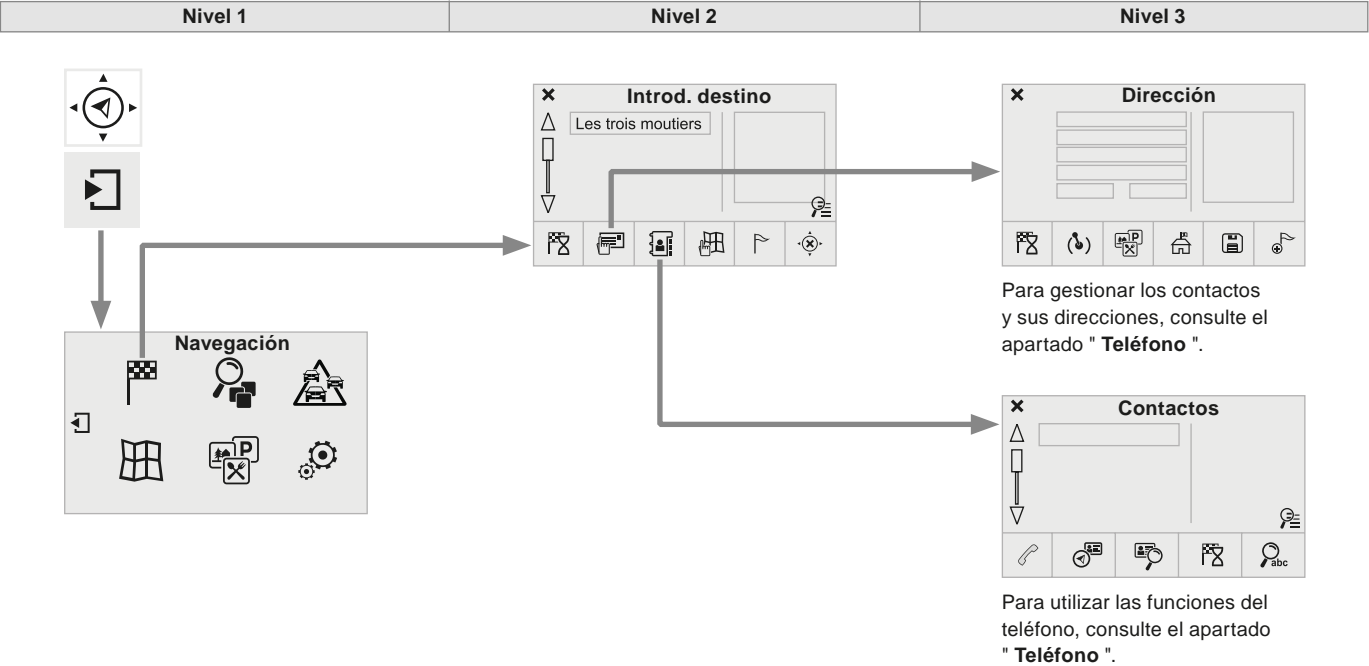 Nivel 1
Nivel 2
Nivel 3
Navegación
P
Introd. destino
Les trois moutiers
Dirección
P
Para gestionar los contactos
y sus direcciones, consulte el
apartado " Teléfono ".
Contactos
abc
Para utilizar las funciones del
teléfono, consulte el apartado
" Teléfono ".